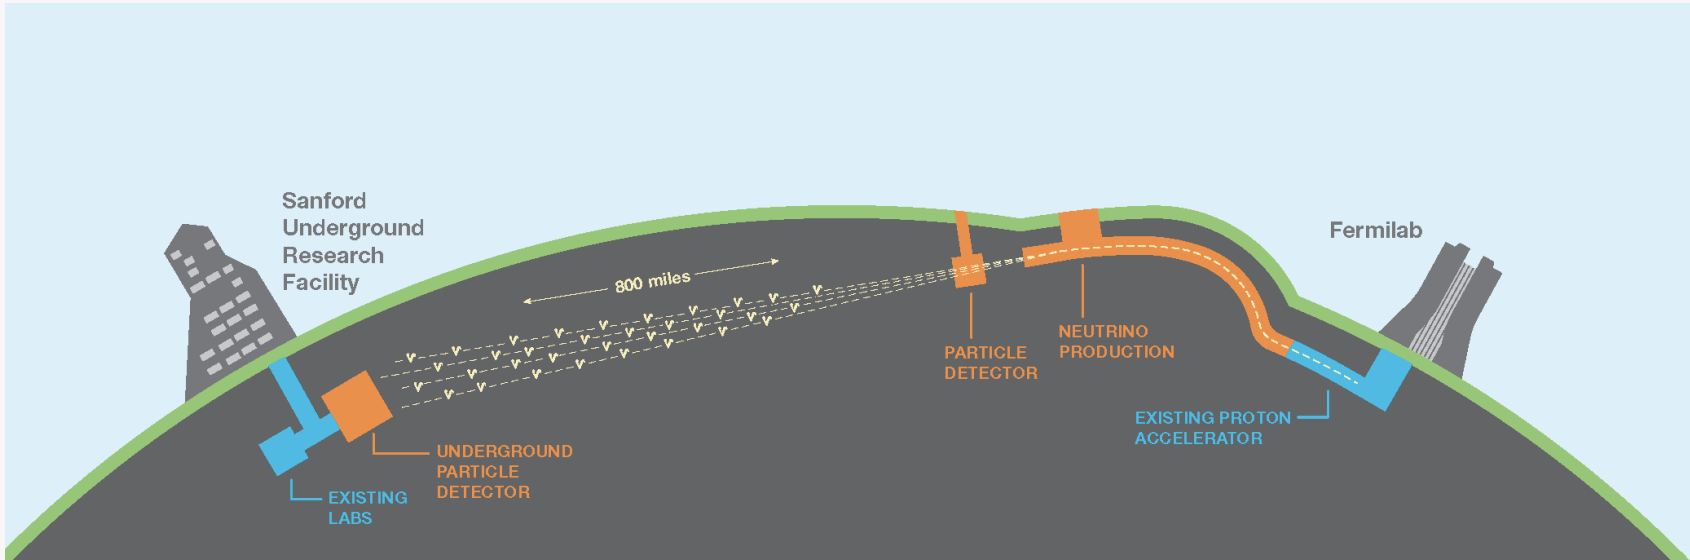 Sanford
Underground
Research
Facility
Fermilab
800 miles
PARTICLE
DETECTOR
NEUTRINO
PRODUCTION
EXISTING PROTON
ACCELERATOR
UNDERGROUND
PARTICLE
DETECTOR
EXISTING
LABS